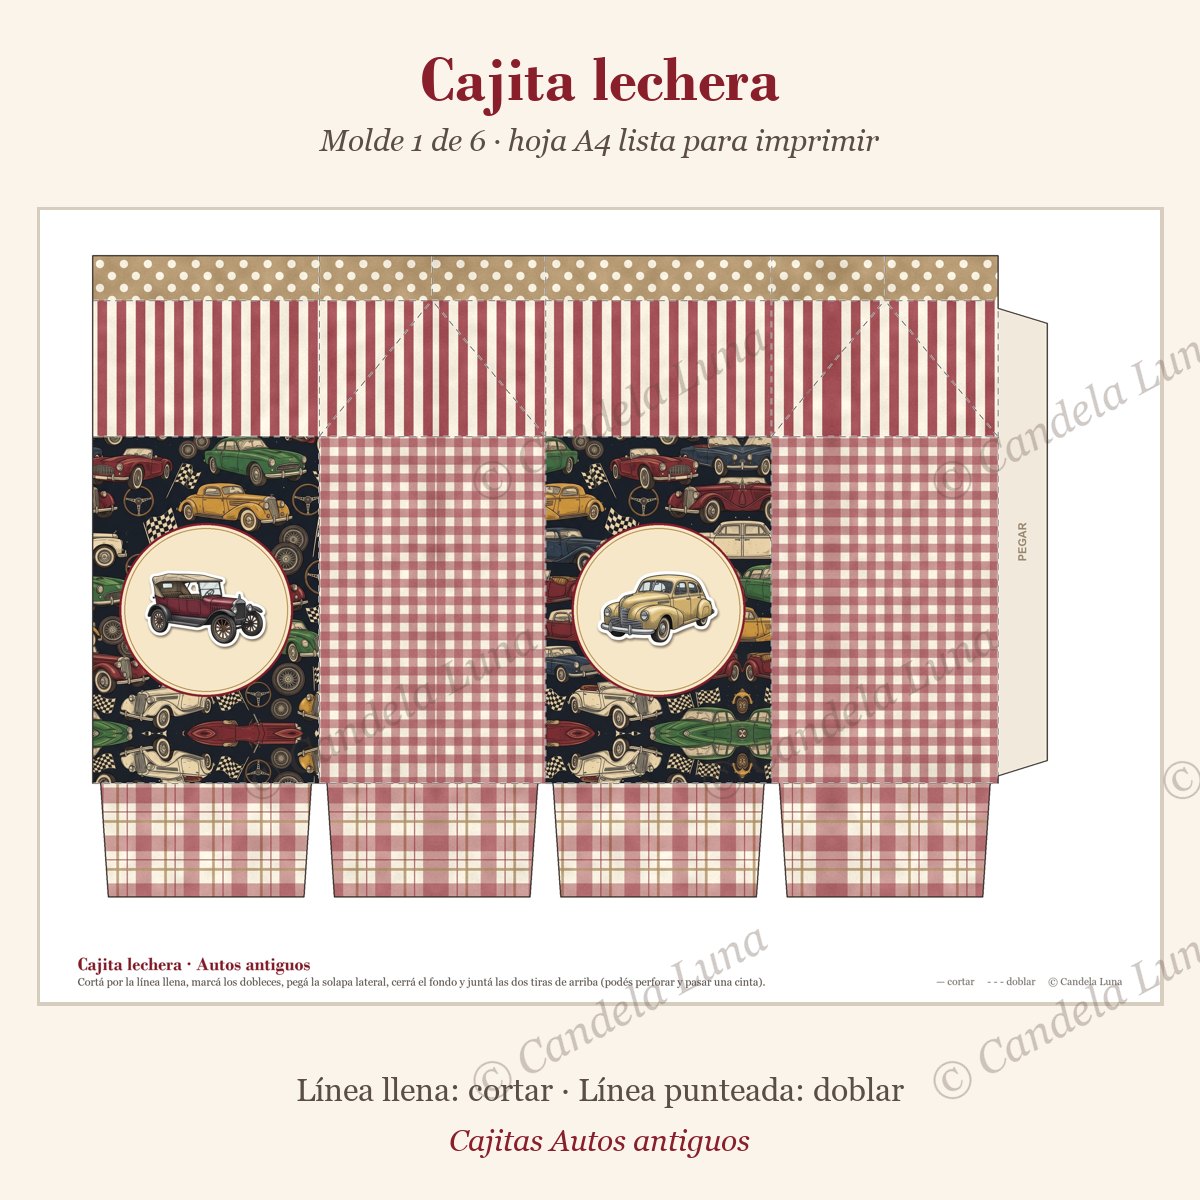 Cajita lechera
Molde 1 de 6 · hoja A4 lista para imprimir
© Candela Luna
© Candela Lun
PEGAR
© Candela Luna
© Candela Luna
©
Cajita lechera · Autos antiguos
Cortá por la línea llena, marcá los dobleces, pegá la solapa lateral, cerrá el fondo y juntá las dos tiras de arriba (podés perforar y pasar una cinta).
— cortar - - - doblar © Candela Luna
© Candela Luna
© Candela Lun
Línea llena: cortar · Línea punteada: doblar
Cajitas Autos antiguos